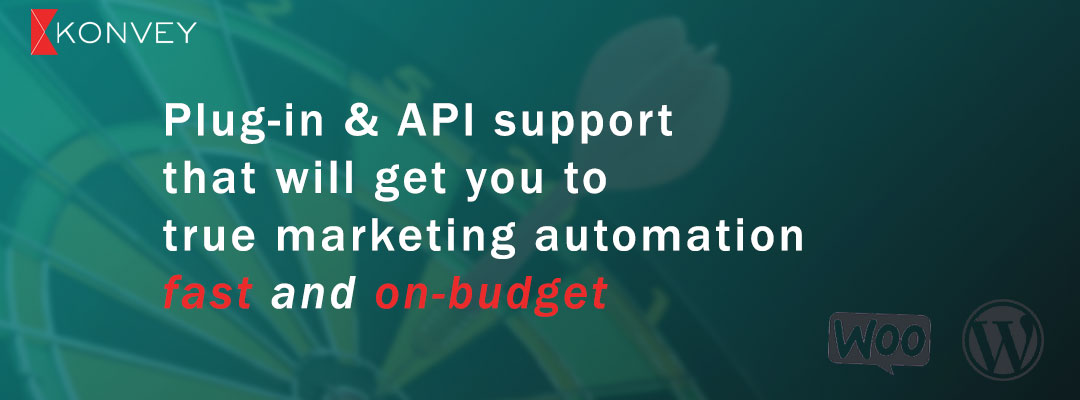 KONVEY
Plug-in & API support
that will get you to
true marketing automation
fast and on-budget
WOO
W